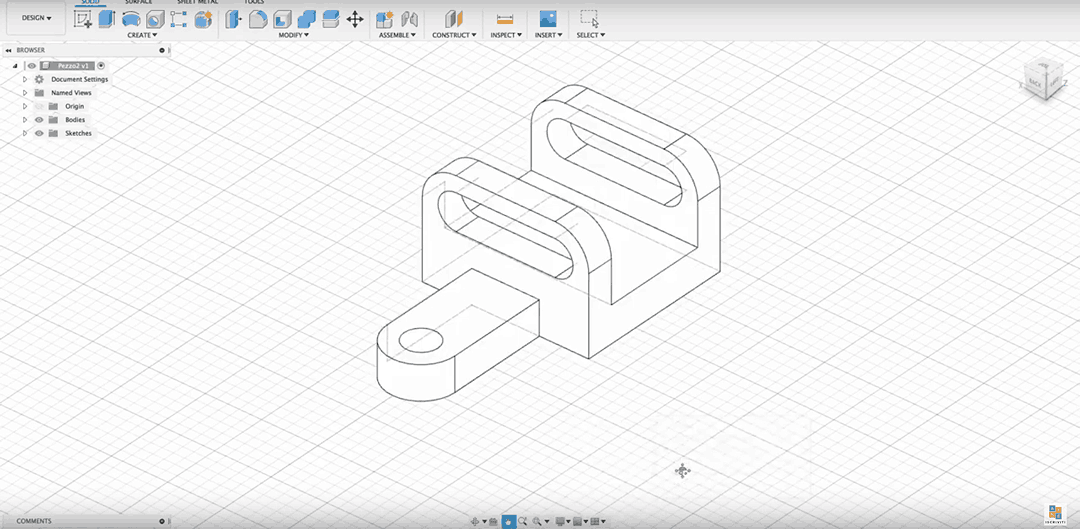 SOLID SURFACE SHEET METAL TOOLS
DESIGN
CREATE MODIFY ASSEMBLE CONSTRUCT INSPECT INSERT SELECT
BROWSER
Pezzo2 v1
Document Settings
Named Views
Origin
Bodies
Sketches
BACK
X
Z
COMMENTS